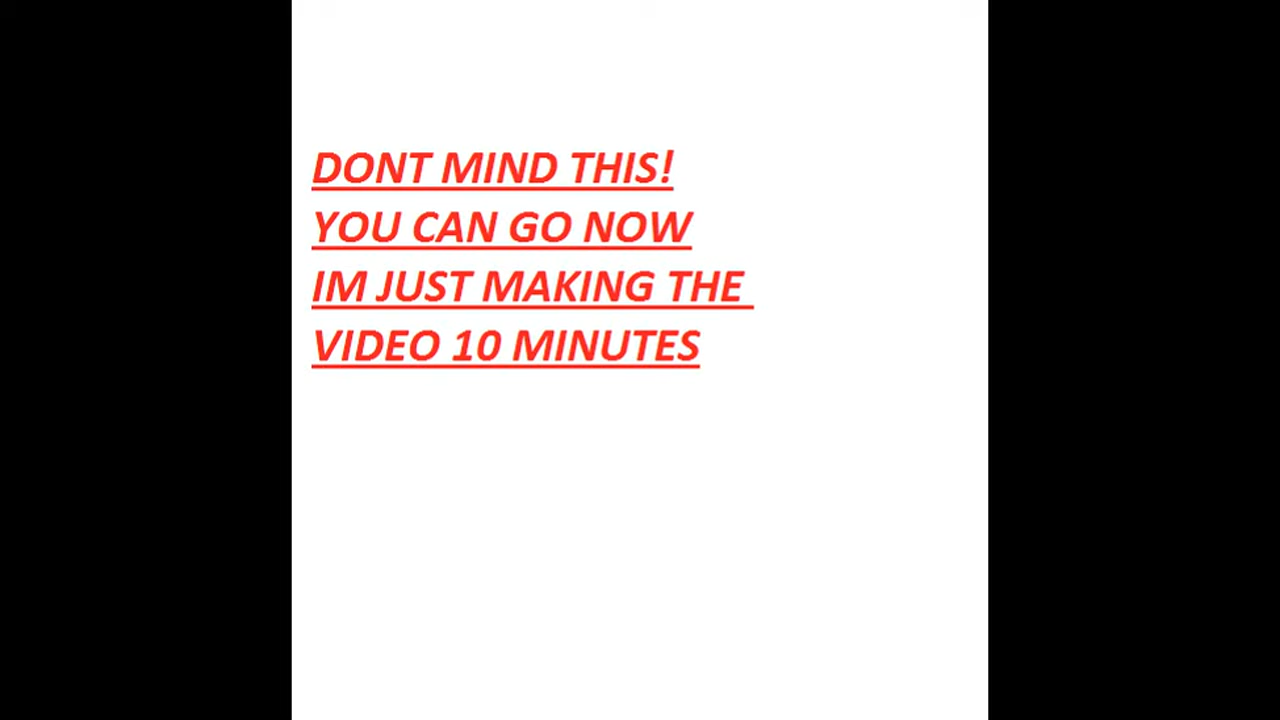 DONT MIND THIS!
YOU CAN GO NOW
IM JUST MAKING THE
VIDEO 10 MINUTES